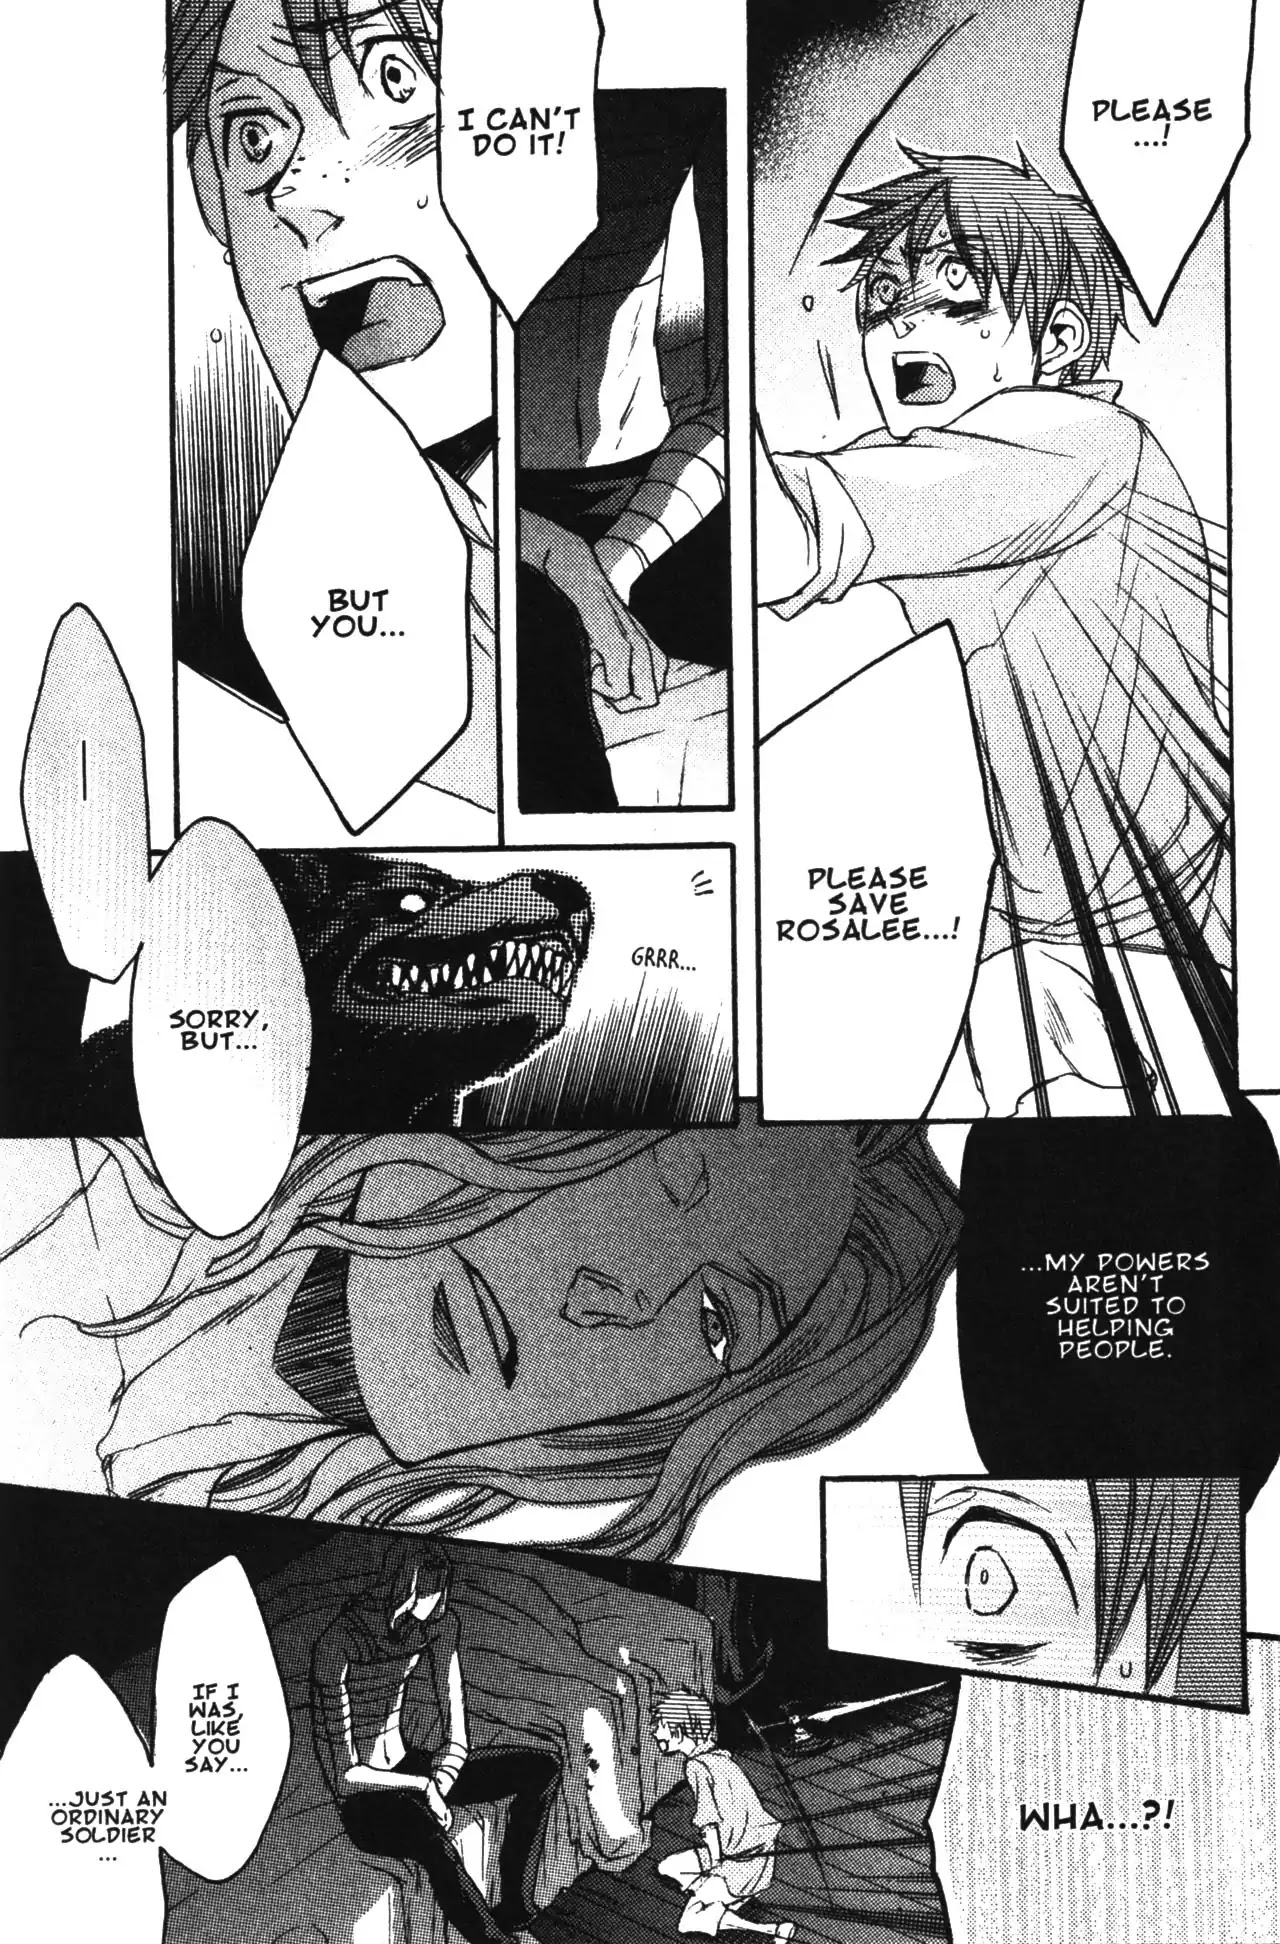 PLEASE
...!
PLEASE
SAVE
ROSALEE...!
I CAN'T
DO IT!
BUT
YOU...
GRRR...
I
SORRY,
BUT...
...MY POWERS
AREN'T
SUITED TO
HELPING
PEOPLE.
WHA...?!
IF I
WAS,
LIKE
YOU
SAY...
...JUST AN
ORDINARY
SOLDIER
...